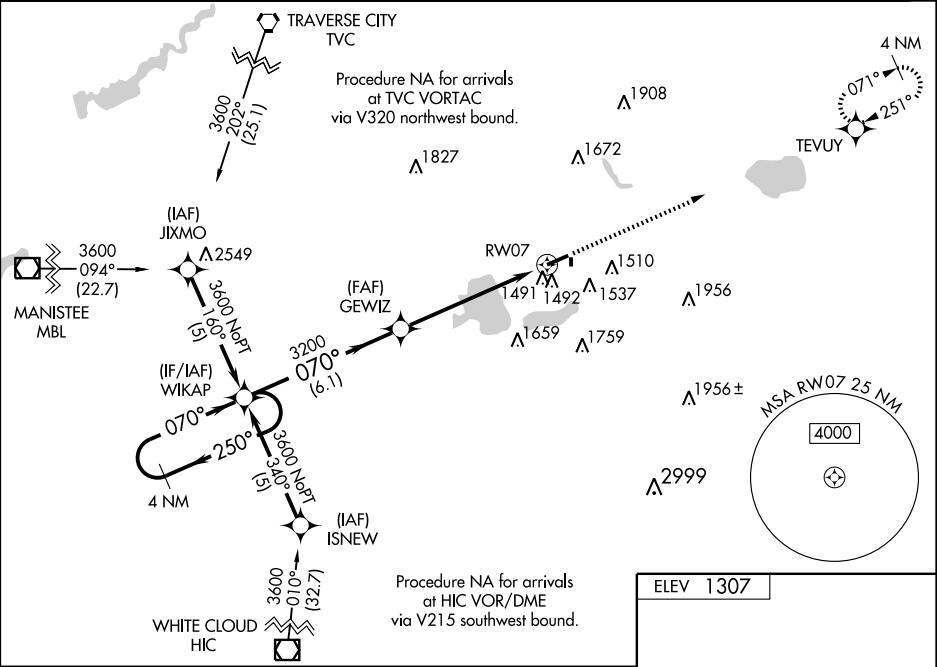 TRAVERSE CITY
TVC
3600
202°
(25.1)
Procedure NA for arrivals
at TVC VORTAC
via V320 northwest bound.
4 NM
071°
251°
TEVUY
1908
1827
1672
(IAF)
JIXMO
2549
3600
094°
(22.7)
MANISTEE
MBL
3600 NoPT
160°
(5)
RW07
1510
1491
1492
1537
1956
(FAF)
GEWIZ
1659
1759
3200
070°
(6.1)
(IF/IAF)
WIKAP
070°
250°
4 NM
3600 NoPT
340°
(5)
1956 ±
MSA RW07 25 NM
4000
2999
(IAF)
ISNEW
3600
010°
(32.7)
WHITE CLOUD
HIC
Procedure NA for arrivals
at HIC VOR/DME
via V215 southwest bound.
ELEV 1307